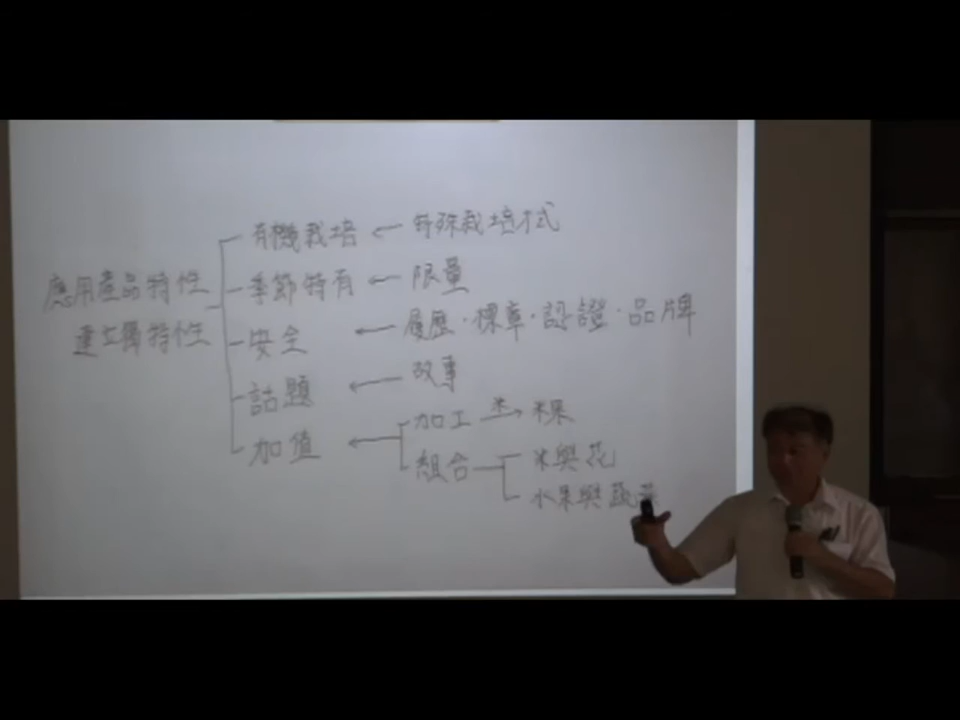 應用產品特性
建立獨特性
有機栽培 ← 特殊栽培方式
季節特有 ← 限量
安全 ← 履歷・標章・認證・品牌
話題 ← 故事
加值 ← 加工 米→ 粿
組合 米與花
水果與蔬菜